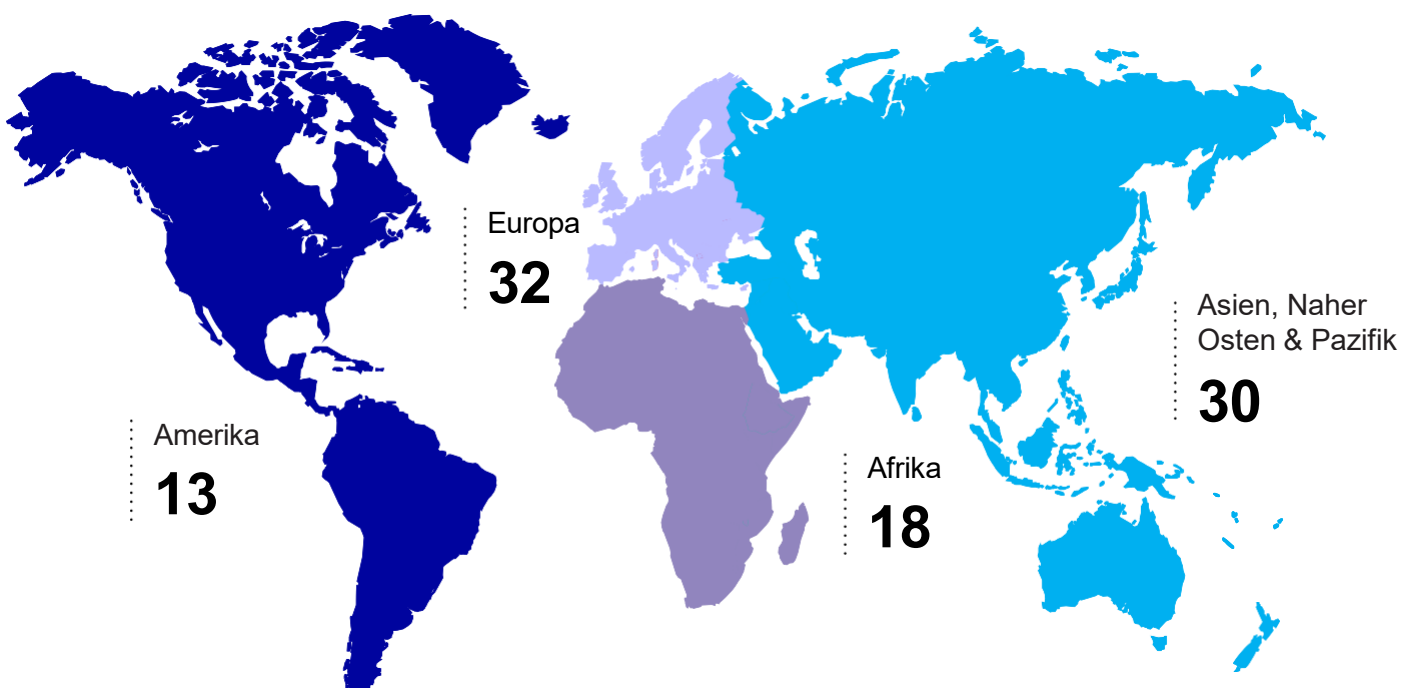 Europa
32
Asien, Naher
Osten & Pazifik
30
Amerika
13
Afrika
18